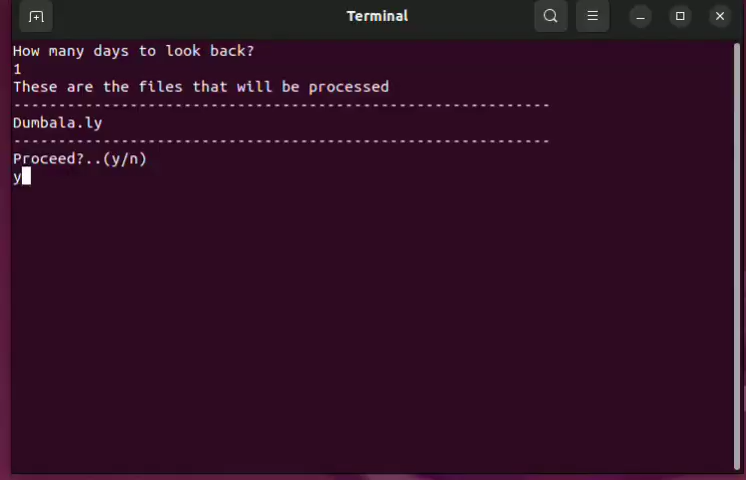 Terminal
How many days to look back?
1
These are the files that will be processed
------------------------------------------------------------
Dumbala.ly
------------------------------------------------------------
Proceed?..(y/n)
y